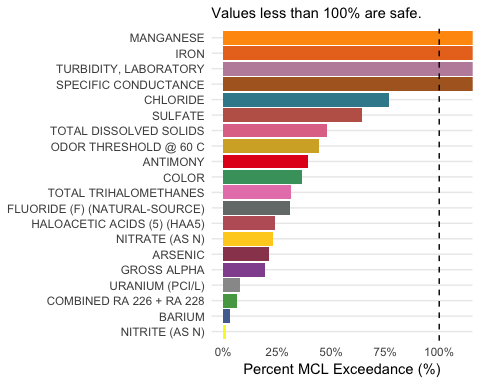 Values less than 100% are safe.
MANGANESE
IRON
TURBIDITY, LABORATORY
SPECIFIC CONDUCTANCE
CHLORIDE
SULFATE
TOTAL DISSOLVED SOLIDS
ODOR THRESHOLD @ 60 C
ANTIMONY
COLOR
TOTAL TRIHALOMETHANES
FLUORIDE (F) (NATURAL-SOURCE)
HALOACETIC ACIDS (5) (HAA5)
NITRATE (AS N)
ARSENIC
GROSS ALPHA
URANIUM (PCI/L)
COMBINED RA 226 + RA 228
BARIUM
NITRITE (AS N)
0% 25% 50% 75% 100%
Percent MCL Exceedance (%)